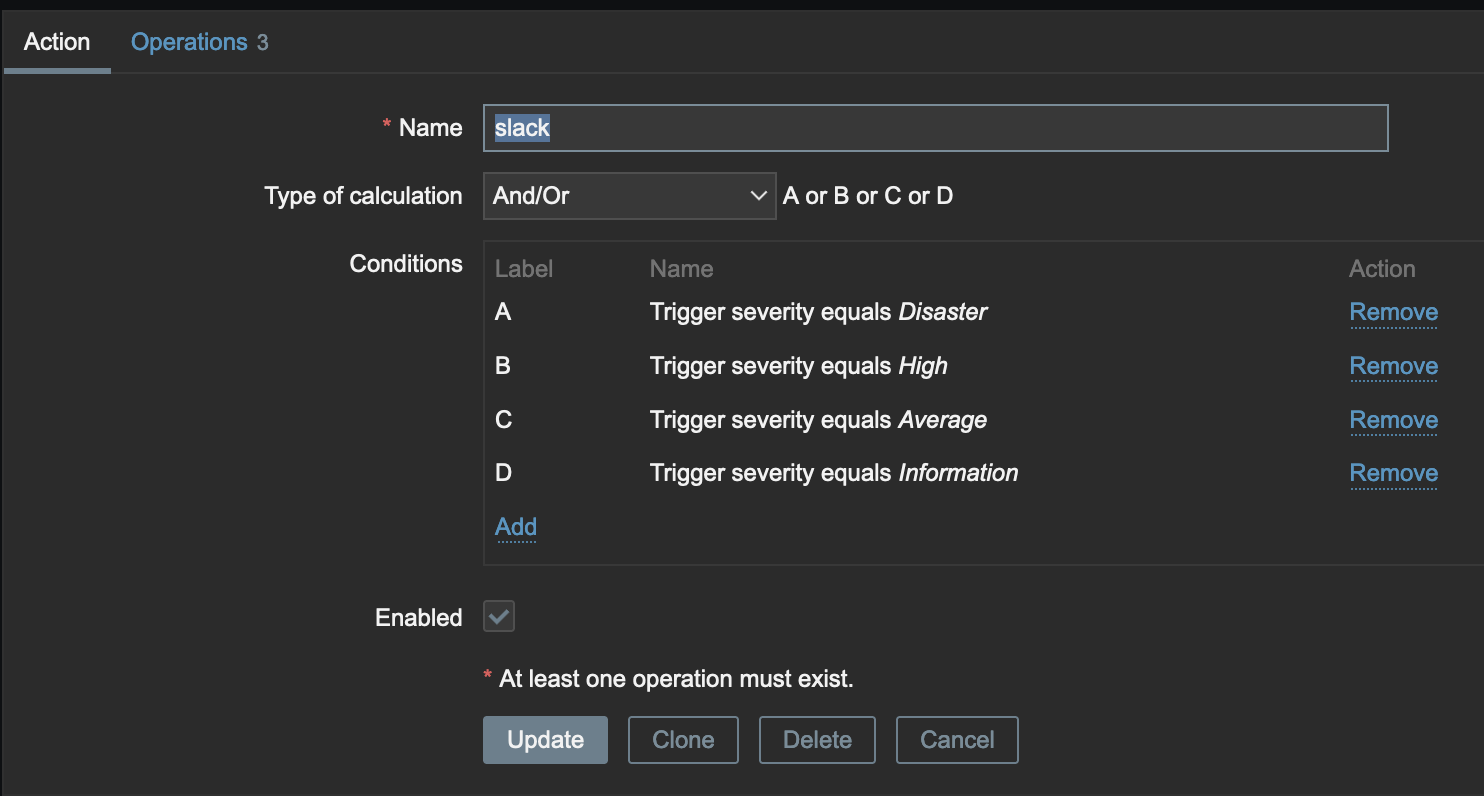 Action Operations 3
* Name slack
Type of calculation And/Or A or B or C or D
Conditions Label Name Action
A Trigger severity equals Disaster Remove
B Trigger severity equals High Remove
C Trigger severity equals Average Remove
D Trigger severity equals Information Remove
Add
Enabled
* At least one operation must exist.
Update Clone Delete Cancel